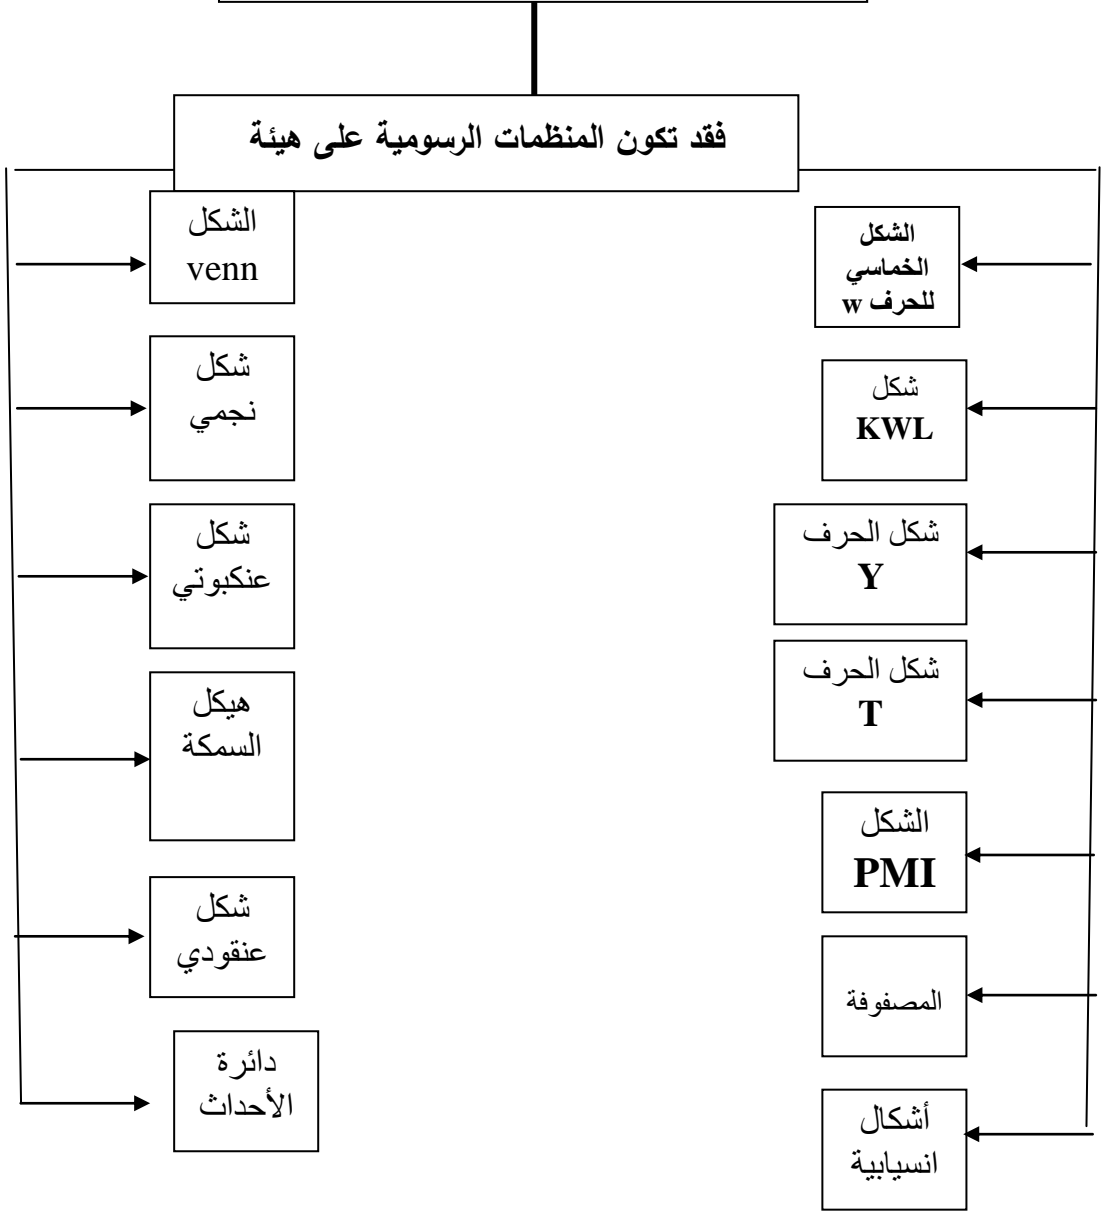 فقد تكون المنظمات الرسومية على هيئة
الشكل
الخماسي
للحرف w
شكل
KWL
شكل الحرف
Y
شكل الحرف
T
الشكل
PMI
المصفوفة
أشكال
انسيابية
الشكل
venn
شكل
نجمي
شكل
عنكبوتي
هيكل
السمكة
شكل
عنقودي
دائرة
الأحداث